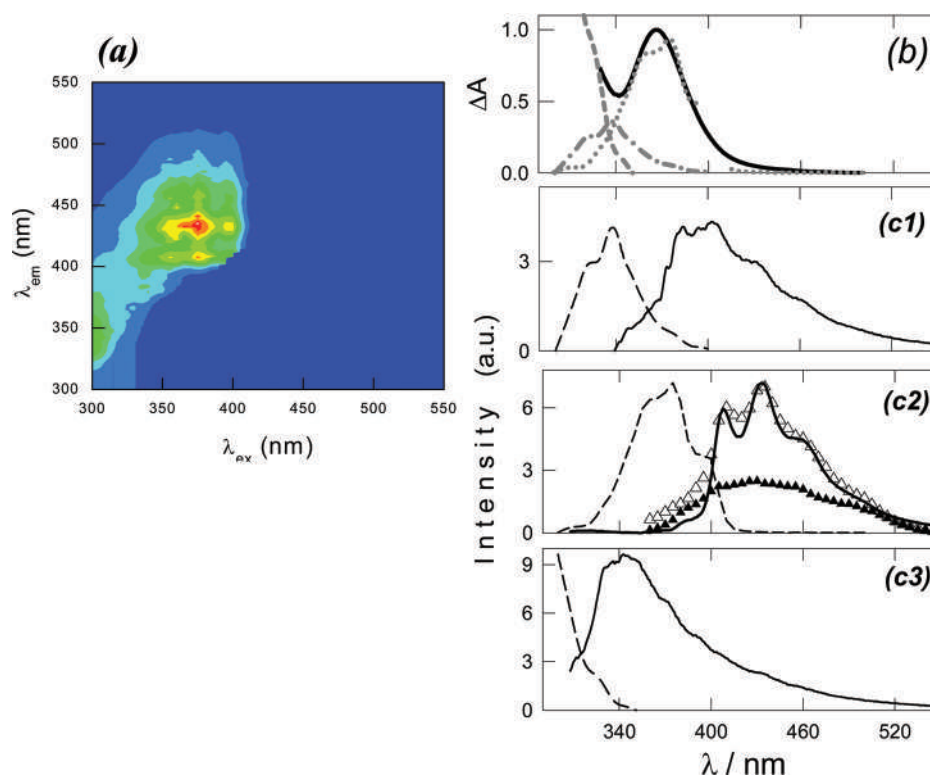 (a)
550
500
450
400
350
300
λem (nm)
300 350 400 450 500 550
λex (nm)
(b)
1.0
0.5
0.0
ΔA
(c1)
3
0
(c2)
6
3
0
(c3)
9
6
3
0
Intensity (a.u.)
340 400 460 520
λ / nm